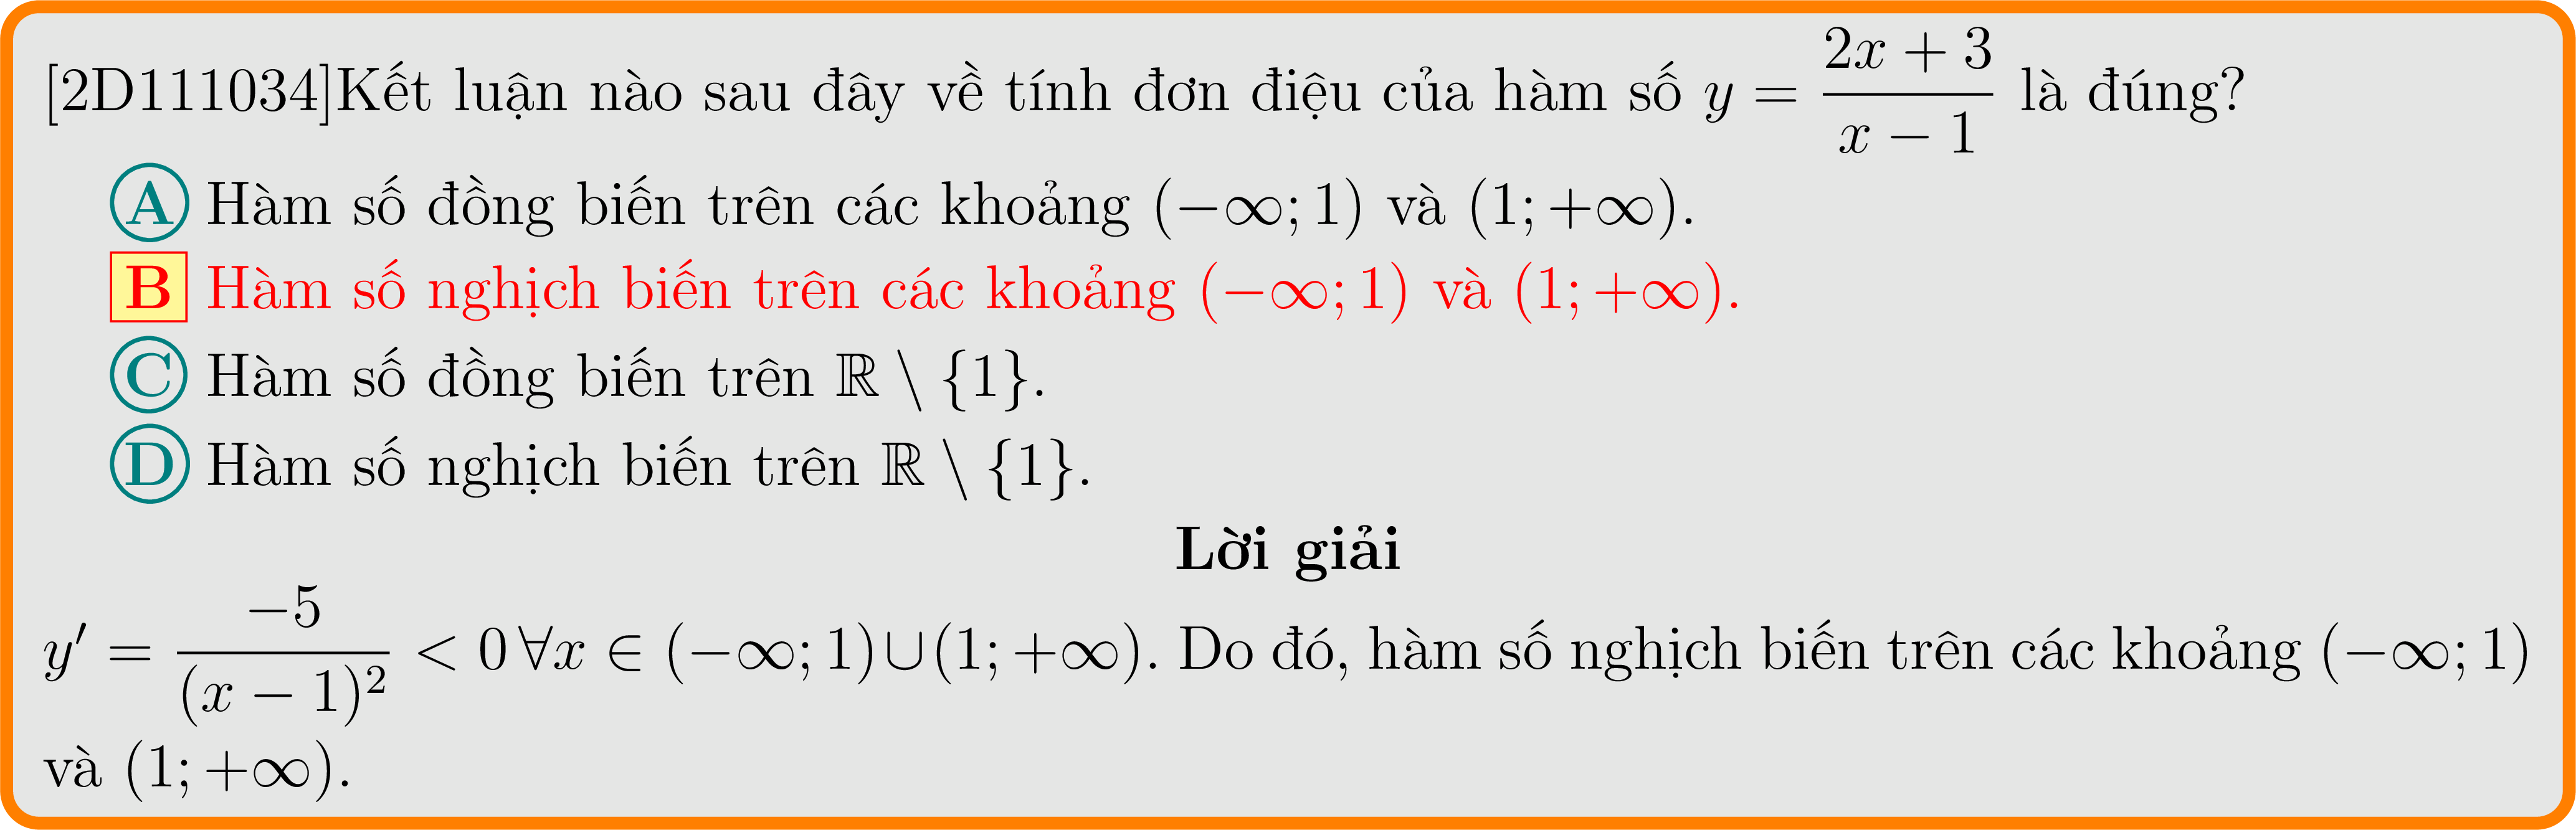 [2D111034]Kết luận nào sau đây về tính đơn điệu của hàm số $y = \dfrac{2x+3}{x-1}$ là đúng?
A Hàm số đồng biến trên các khoảng $(-\infty; 1)$ và $(1; +\infty)$.
B Hàm số nghịch biến trên các khoảng $(-\infty; 1)$ và $(1; +\infty)$.
C Hàm số đồng biến trên $\mathbb{R} \setminus \{1\}$.
D Hàm số nghịch biến trên $\mathbb{R} \setminus \{1\}$.
Lời giải
$y' = \dfrac{-5}{(x-1)^2} < 0 \, \forall x \in (-\infty; 1) \cup (1; +\infty)$. Do đó, hàm số nghịch biến trên các khoảng $(-\infty; 1)$
và $(1; +\infty)$.